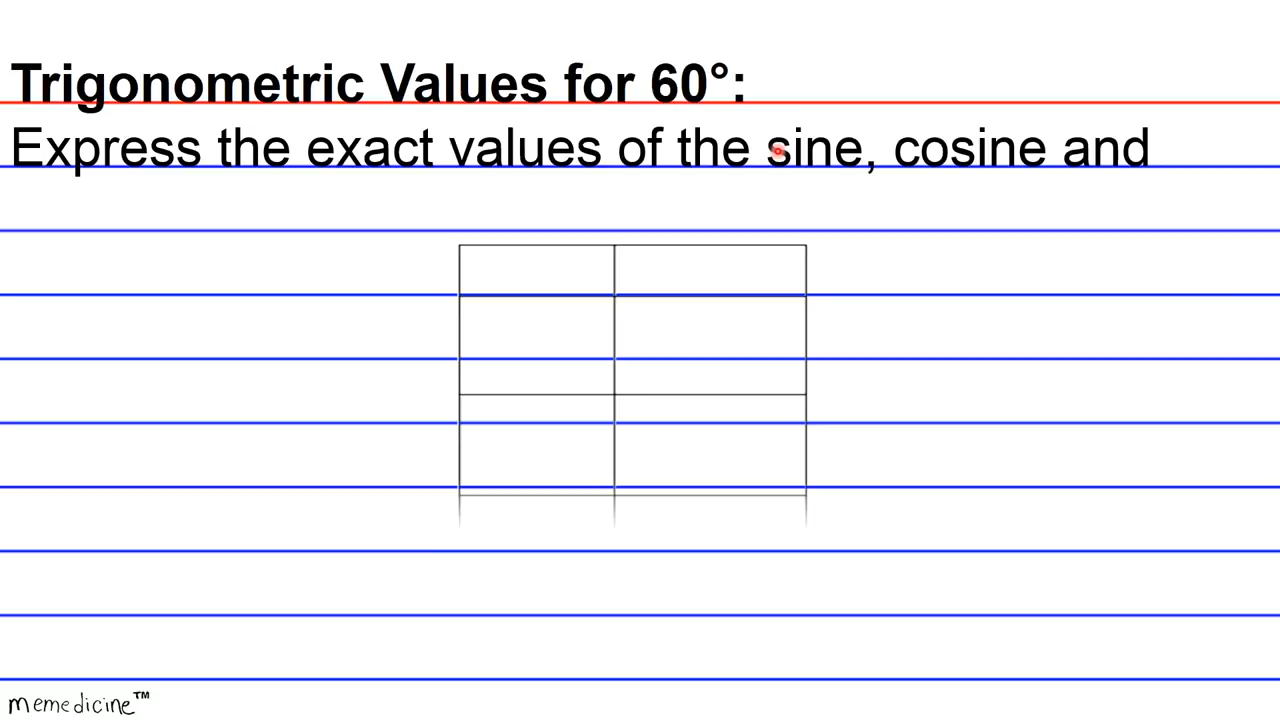 Trigonometric Values for 60°:
Express the exact values of the sine, cosine and
memedicine™